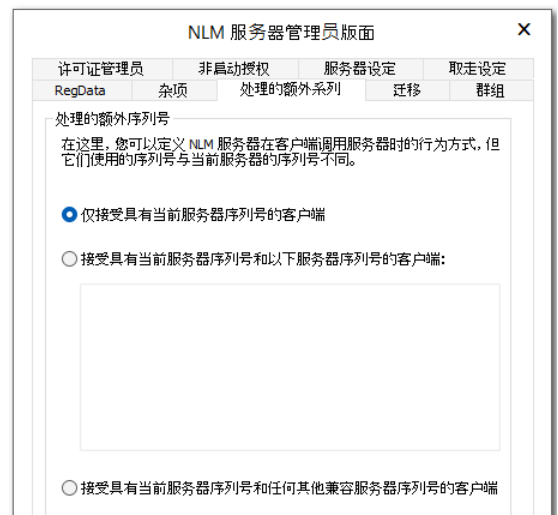 NLM 服务器管理员版面
×
许可证管理员 非启动授权 服务器设定 取走设定
RegData 杂项 处理的额外系列 迁移 群组
处理的额外序列号
在这里，您可以定义 NLM 服务器在客户端调用服务器时的行为方式，但
它们使用的序列号与当前服务器的序列号不同。
仅接受具有当前服务器序列号的客户端
接受具有当前服务器序列号和以下服务器序列号的客户端:
接受具有当前服务器序列号和任何其他兼容服务器序列号的客户端